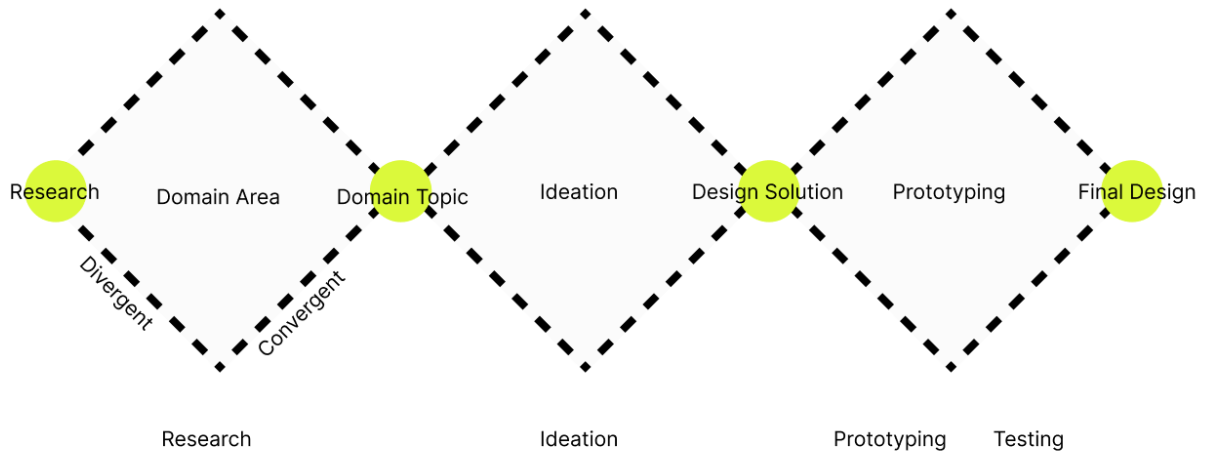 Research
Domain Area
Domain Topic
Ideation
Design Solution
Prototyping
Final Design
Divergent
Convergent
Research
Ideation
Prototyping
Testing